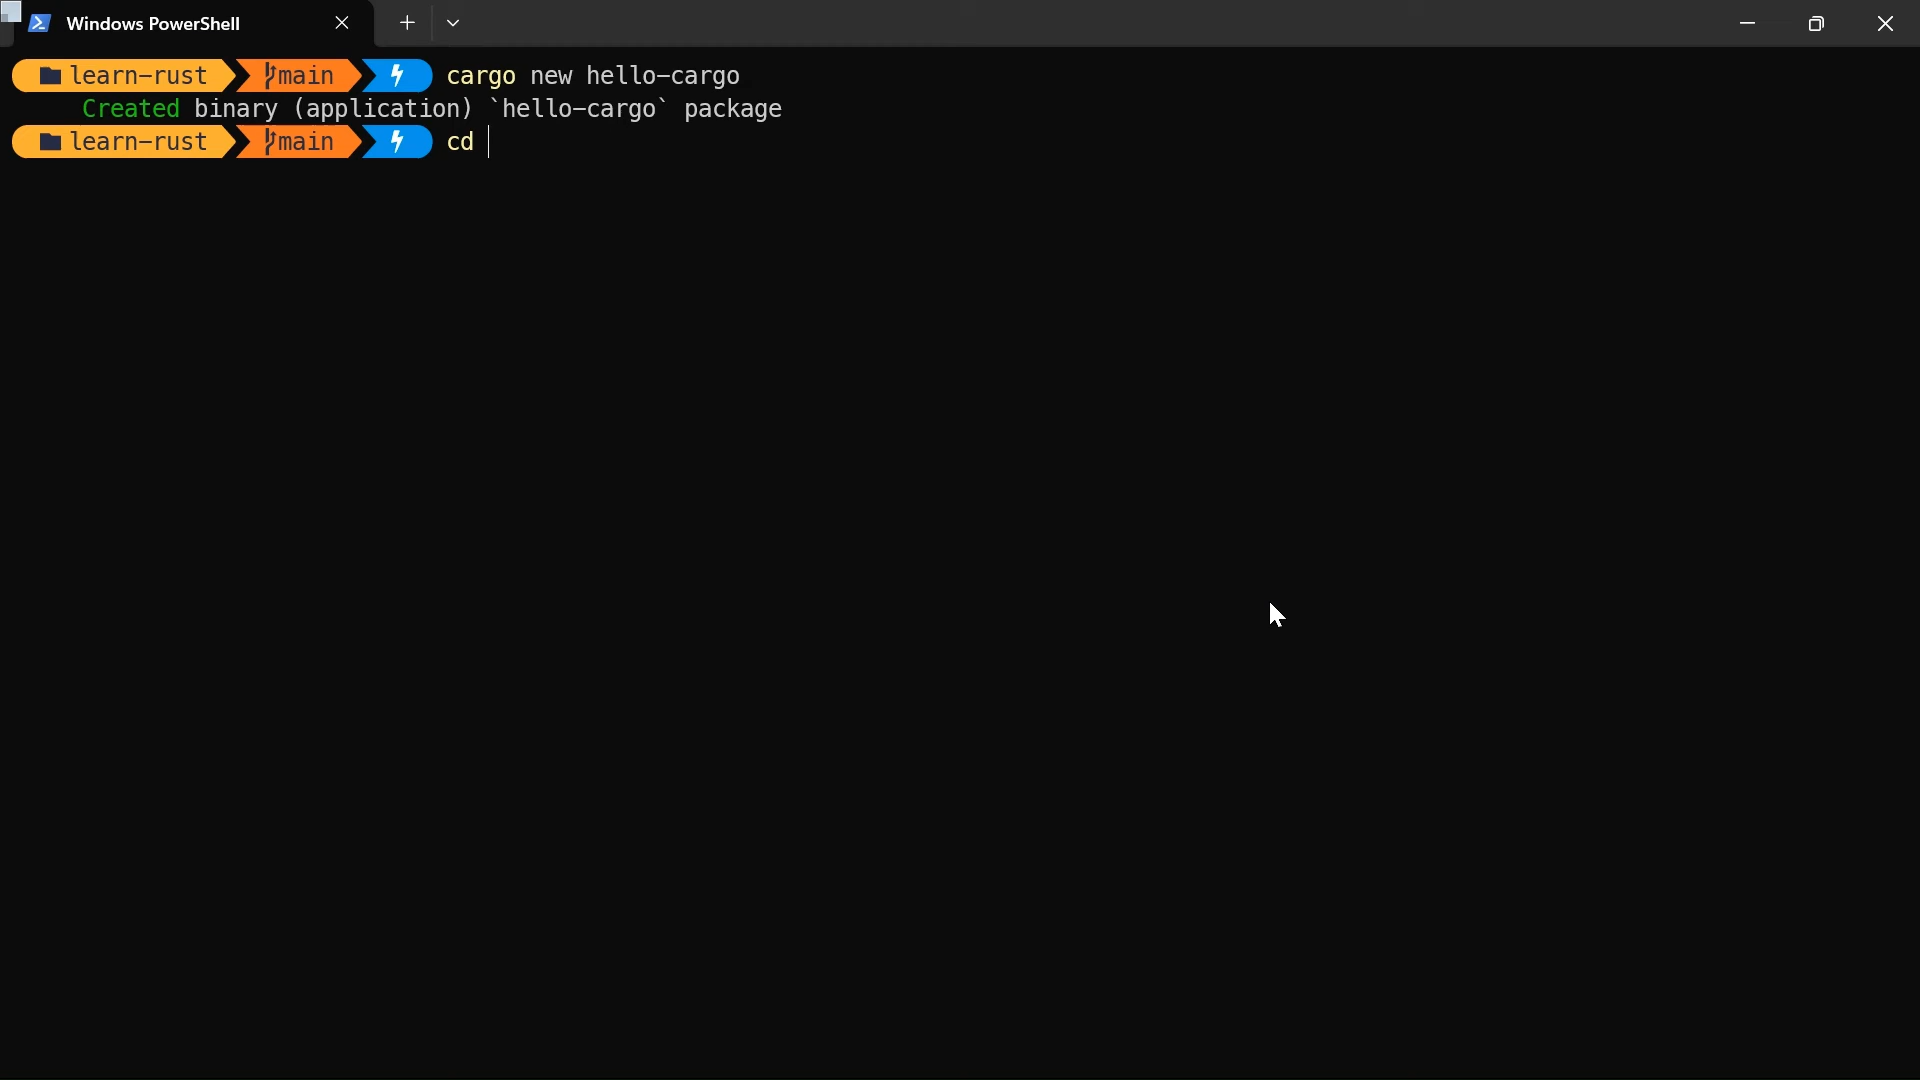 Windows PowerShell
learn-rust main cargo new hello-cargo
Created binary (application) `hello-cargo` package
learn-rust main cd